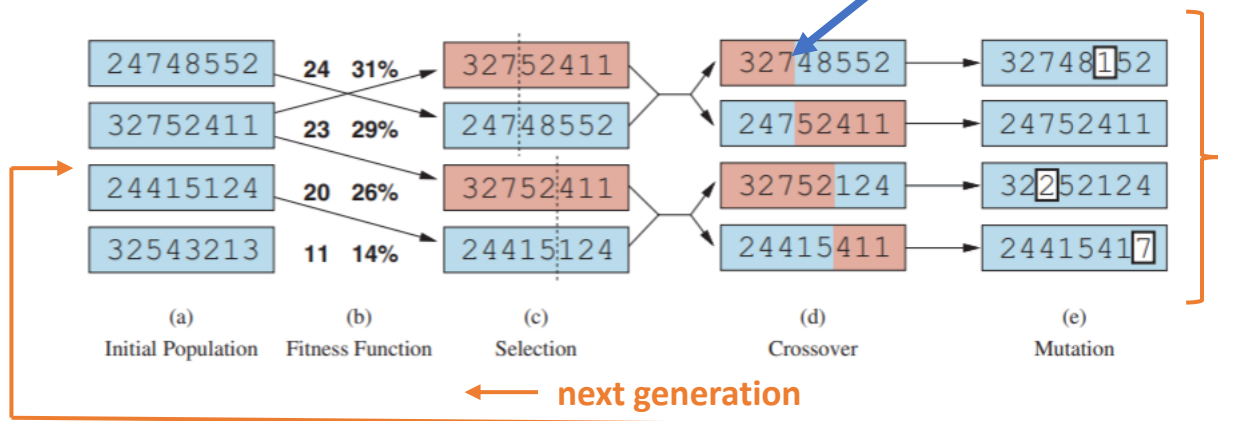 24748552 24 31% 32752411 32748552 32748152
32752411 23 29% 24748552 24752411 24752411
24415124 20 26% 32752411 32752124 32252124
32543213 11 14% 24415124 24415411 24415417
(a) (b) (c) (d) (e)
Initial Population Fitness Function Selection Crossover Mutation
next generation